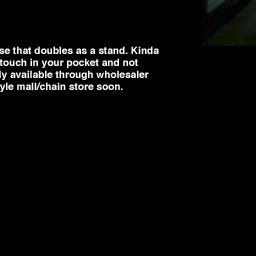 se that doubles as a stand. Kinda
touch in your pocket and not
ly available through wholesaler
yle mall/chain store soon.